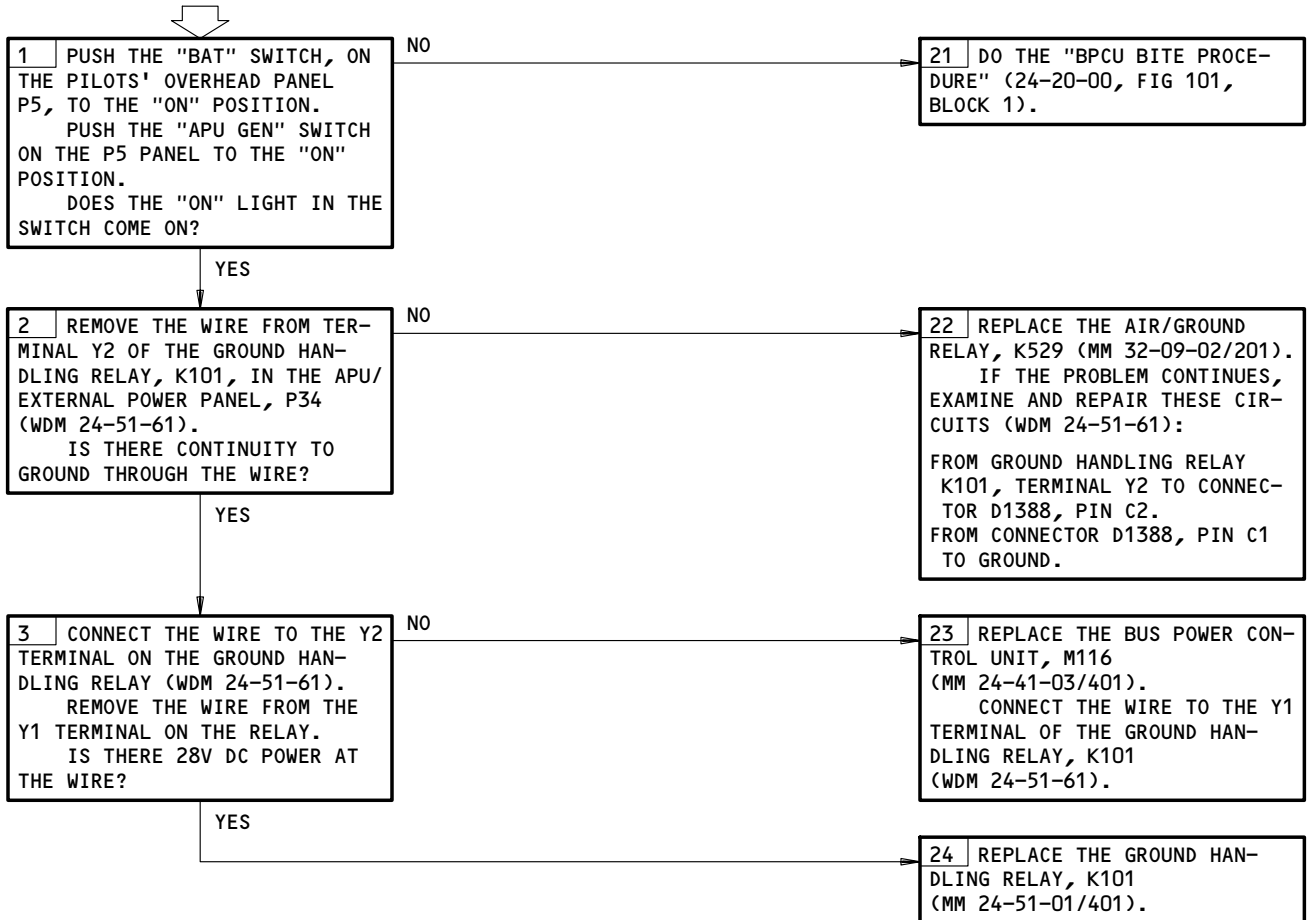 1 PUSH THE "BAT" SWITCH, ON
THE PILOTS' OVERHEAD PANEL
P5, TO THE "ON" POSITION.
PUSH THE "APU GEN" SWITCH
ON THE P5 PANEL TO THE "ON"
POSITION.
DOES THE "ON" LIGHT IN THE
SWITCH COME ON?
NO
21 DO THE "BPCU BITE PROCE-
DURE" (24-20-00, FIG 101,
BLOCK 1).
YES
2 REMOVE THE WIRE FROM TER-
MINAL Y2 OF THE GROUND HAN-
DLING RELAY, K101, IN THE APU/
EXTERNAL POWER PANEL, P34
(WDM 24-51-61).
IS THERE CONTINUITY TO
GROUND THROUGH THE WIRE?
NO
22 REPLACE THE AIR/GROUND
RELAY, K529 (MM 32-09-02/201).
IF THE PROBLEM CONTINUES,
EXAMINE AND REPAIR THESE CIR-
CUITS (WDM 24-51-61):
FROM GROUND HANDLING RELAY
K101, TERMINAL Y2 TO CONNEC-
TOR D1388, PIN C2.
FROM CONNECTOR D1388, PIN C1
TO GROUND.
YES
3 CONNECT THE WIRE TO THE Y2
TERMINAL ON THE GROUND HAN-
DLING RELAY (WDM 24-51-61).
REMOVE THE WIRE FROM THE
Y1 TERMINAL ON THE RELAY.
IS THERE 28V DC POWER AT
THE WIRE?
NO
23 REPLACE THE BUS POWER CON-
TROL UNIT, M116
(MM 24-41-03/401).
CONNECT THE WIRE TO THE Y1
TERMINAL OF THE GROUND HAN-
DLING RELAY, K101
(WDM 24-51-61).
YES
24 REPLACE THE GROUND HAN-
DLING RELAY, K101
(MM 24-51-01/401).